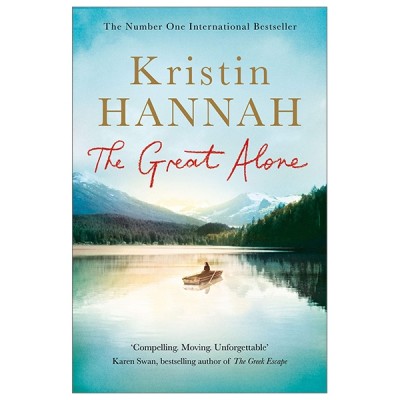 The Number One International Bestseller
Kristin
HANNAH
The Great Alone
‘Compelling. Moving. Unforgettable’
Karen Swan, bestselling author of The Greek Escape